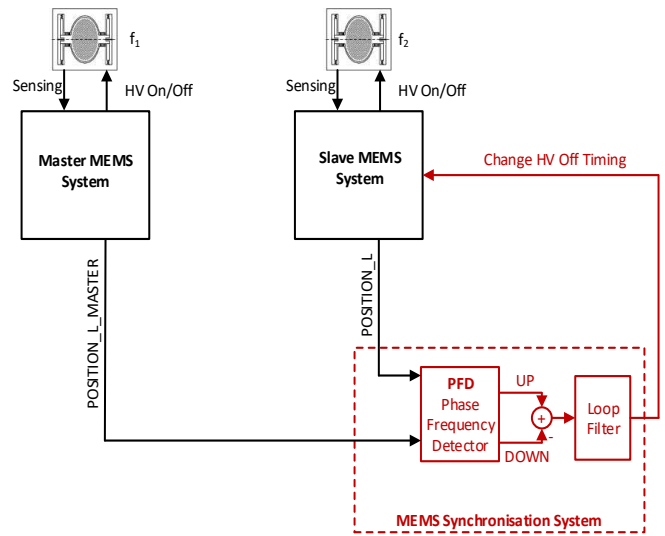 f1
f2
Sensing
HV On/Off
Sensing
HV On/Off
Master MEMS
System
Slave MEMS
System
Change HV Off Timing
POSITION_L_MASTER
POSITION_L
PFD
Phase
Frequency
Detector
UP
+
-
DOWN
Loop
Filter
MEMS Synchronisation System